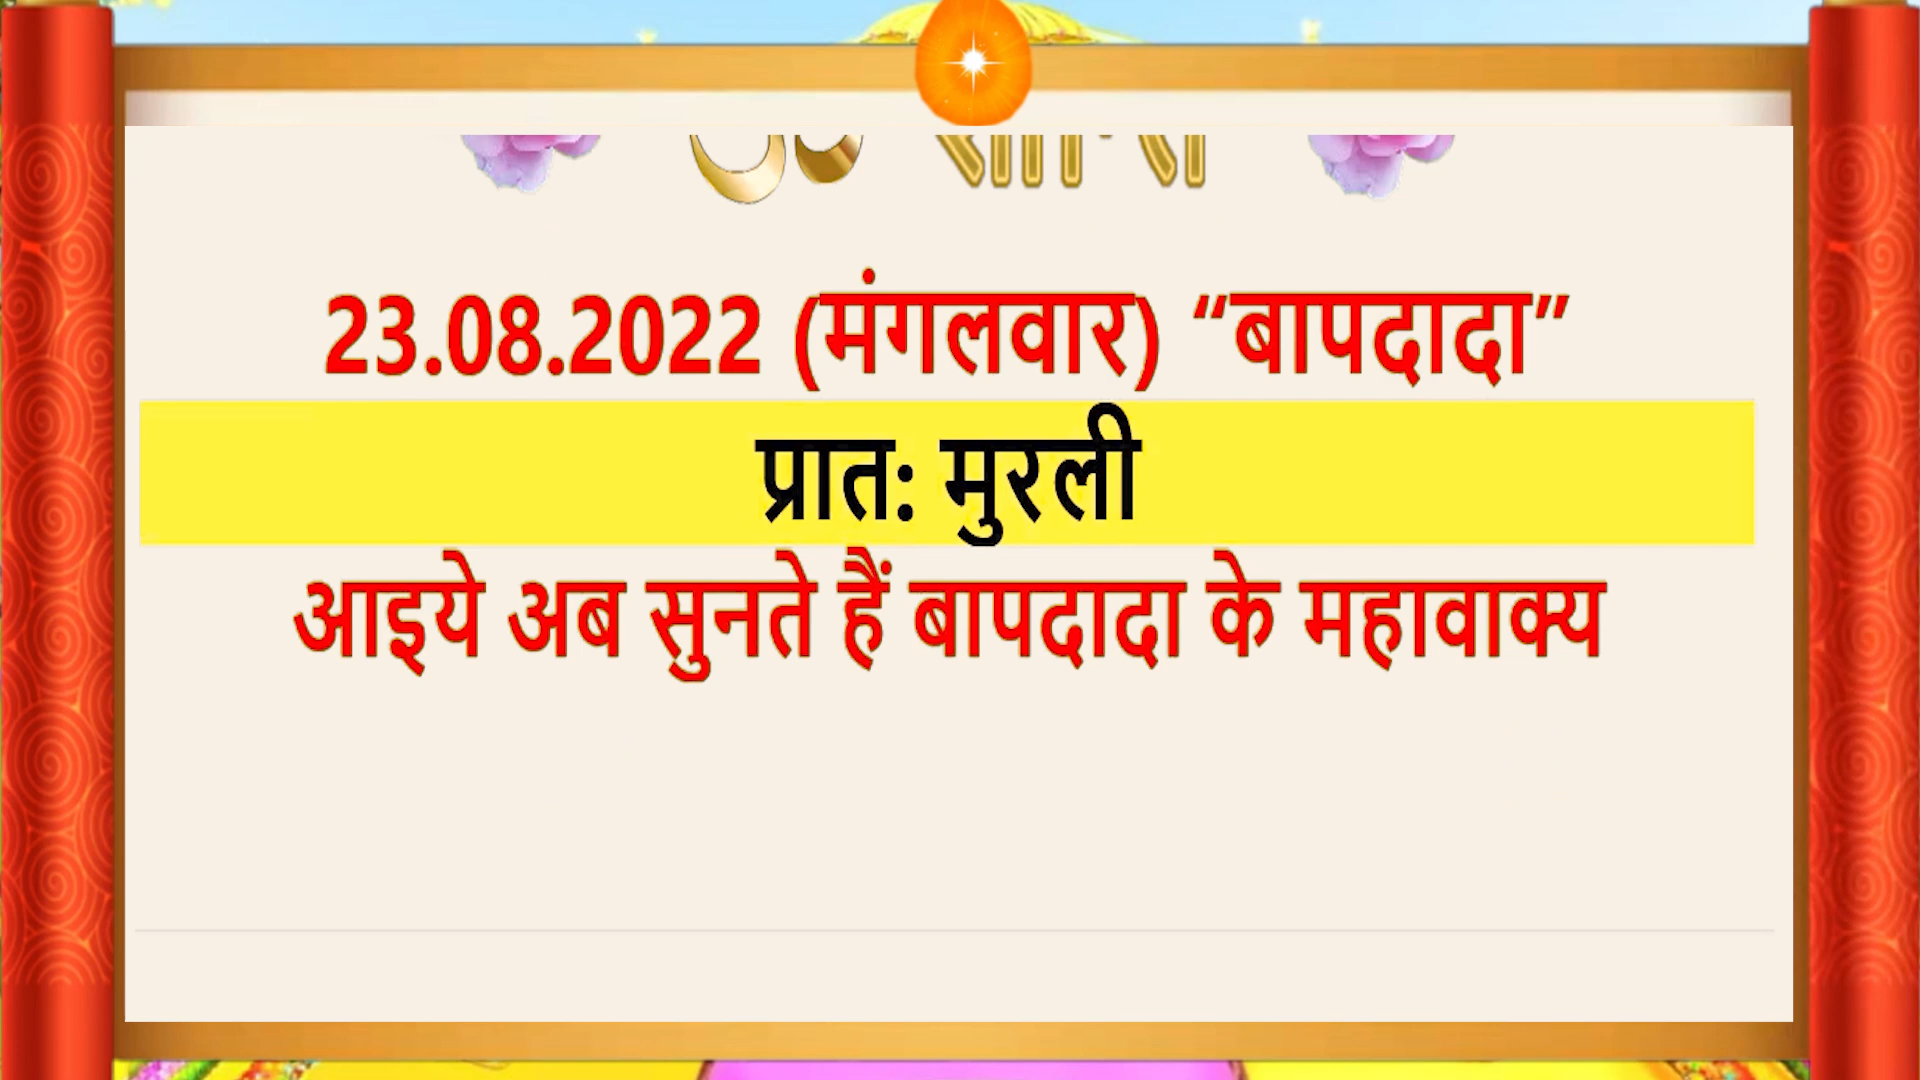 23.08.2022 (मंगलवार) “बापदादा”
प्रात: मुरली
आइये अब सुनते हैं बापदादा के महावाक्य